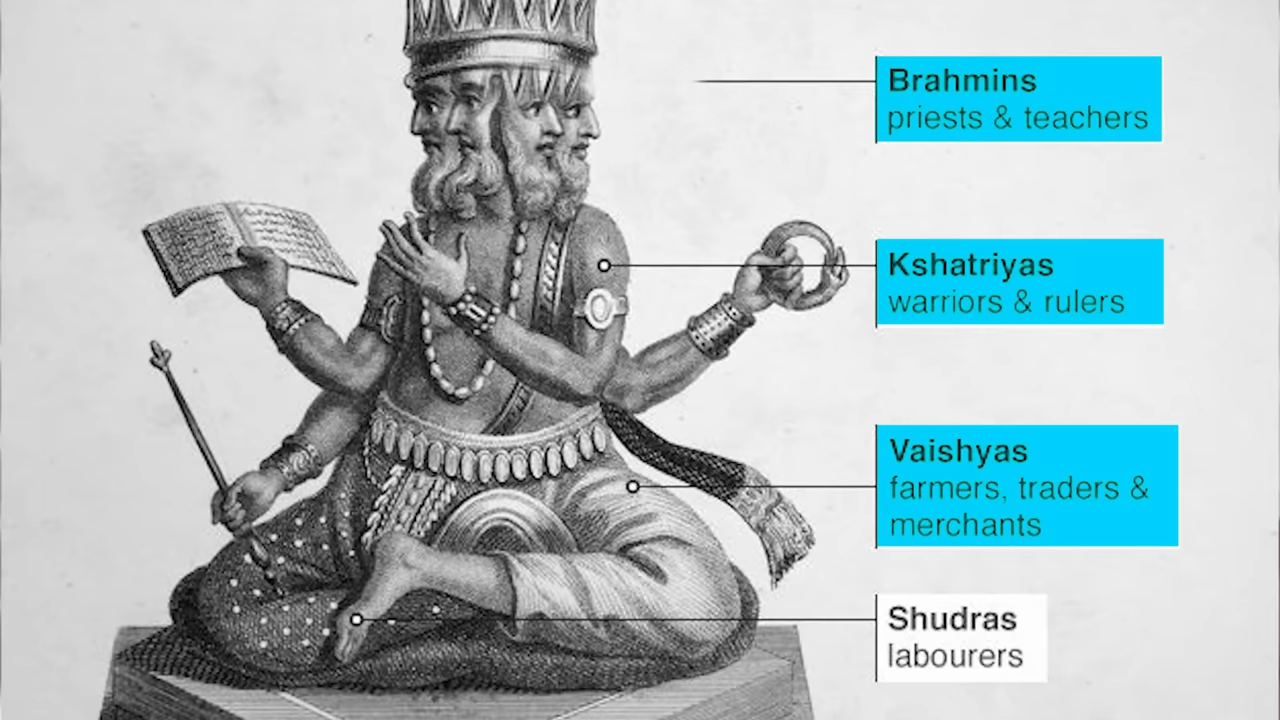 Brahmins
priests & teachers
Kshatriyas
warriors & rulers
Vaishyas
farmers, traders &
merchants
Shudras
labourers